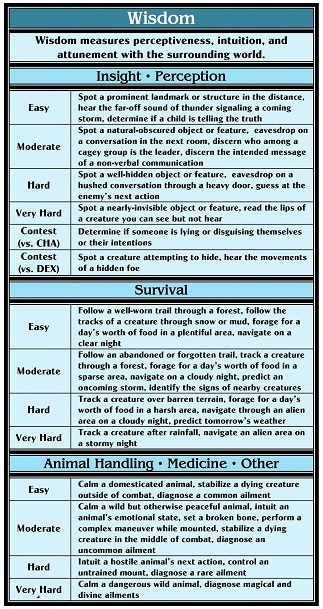 Wisdom
Wisdom measures perceptiveness, intuition, and
attunement with the surrounding world.
Insight • Perception
Easy
Spot a prominent landmark or structure in the distance,
hear the far-off sound of thunder signaling a coming
storm, determine if a child is telling the truth
Moderate
Spot a natural-obscured object or feature, eavesdrop on
a conversation in the next room, discern who among a
cagey group is the leader, discern the intended message
of a non-verbal communication
Hard
Spot a well-hidden object or feature, eavesdrop on a
hushed conversation through a heavy door, guess at the
enemy's next action
Very Hard
Spot a nearly-invisible object or feature, read the lips of
a creature you can see but not hear
Contest
(vs. CHA)
Determine if someone is lying or disguising themselves
or their intentions
Contest
(vs. DEX)
Spot a creature attempting to hide, hear the movements
of a hidden foe
Survival
Easy
Follow a well-worn trail through a forest, follow the
tracks of a creature through snow or mud, forage for a
day's worth of food in a plentiful area, navigate on a
clear night
Moderate
Follow an abandoned or forgotten trail, track a creature
through a forest, forage for a day's worth of food in a
sparse area, navigate on a cloudy night, predict an
oncoming storm, identify the signs of nearby creatures
Hard
Track a creature over barren terrain, forage for a day's
worth of food in a harsh area, navigate through an alien
area on a cloudy night, predict tomorrow's weather
Very Hard
Track a creature after rainfall, navigate an alien area on
a stormy night
Animal Handling • Medicine • Other
Easy
Calm a domesticated animal, stabilize a dying creature
outside of combat, diagnose a common ailment
Moderate
Calm a wild but otherwise peaceful animal, intuit an
animal's emotional state, set a broken bone, perform a
complex maneuver while mounted, stabilize a dying
creature in the middle of combat, diagnose an
uncommon ailment
Hard
Intuit a hostile animal's next action, control an
untrained mount, diagnose a rare ailment
Very Hard
Calm a dangerous wild animal, diagnose magical and
divine ailments